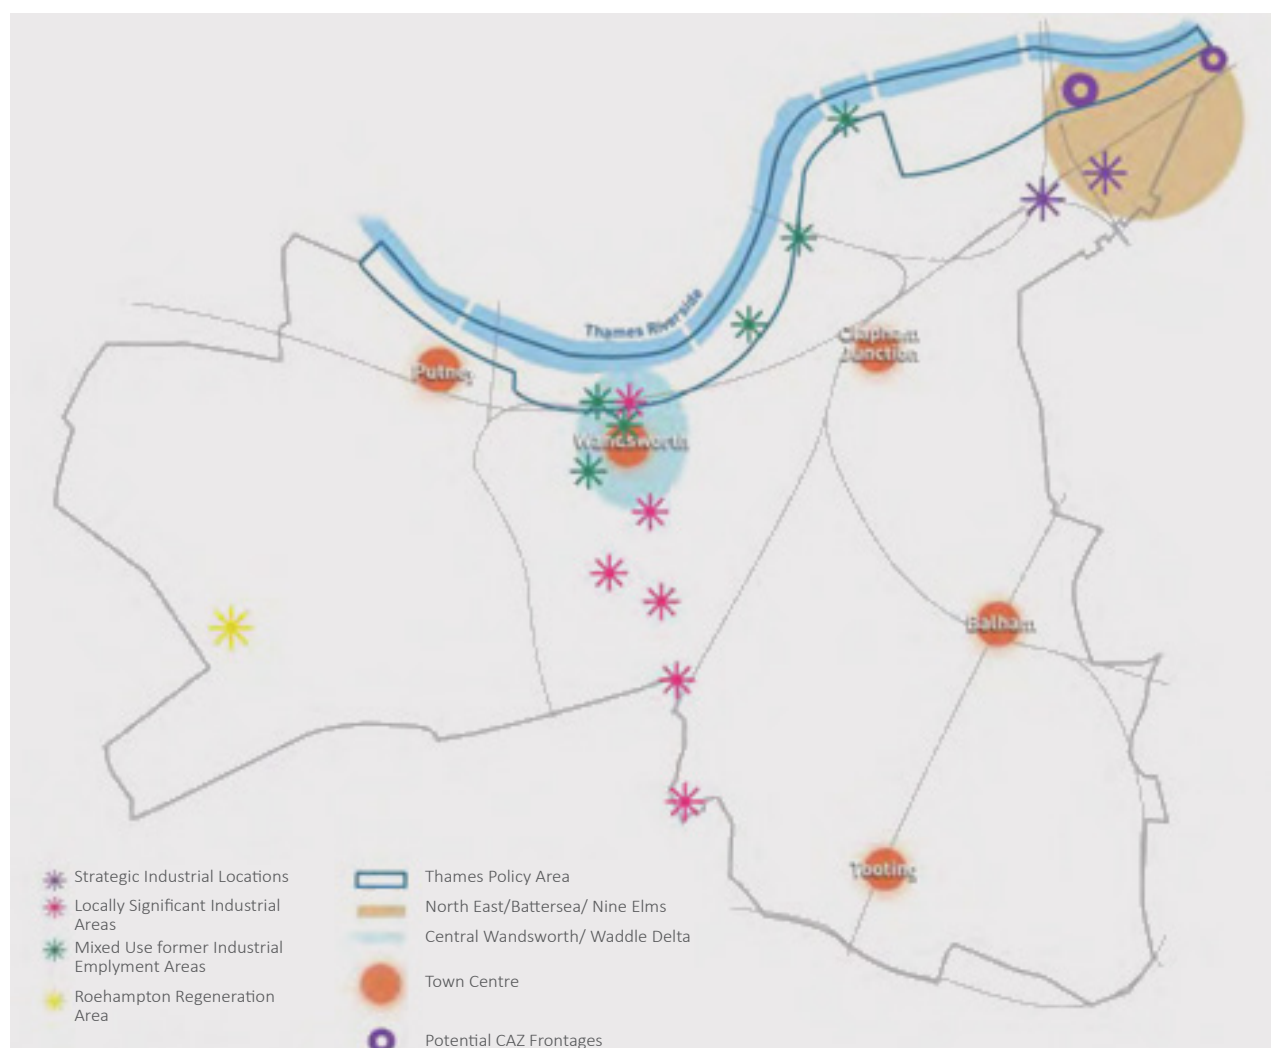 Thames Riverside
Clapham
Junction
Putney
Wandsworth
Balham
Tooting
Strategic Industrial Locations
Locally Significant Industrial
Areas
Mixed Use former Industrial
Emplyment Areas
Roehampton Regeneration
Area
Thames Policy Area
North East/Battersea/ Nine Elms
Central Wandsworth/ Waddle Delta
Town Centre
Potential CAZ Frontages